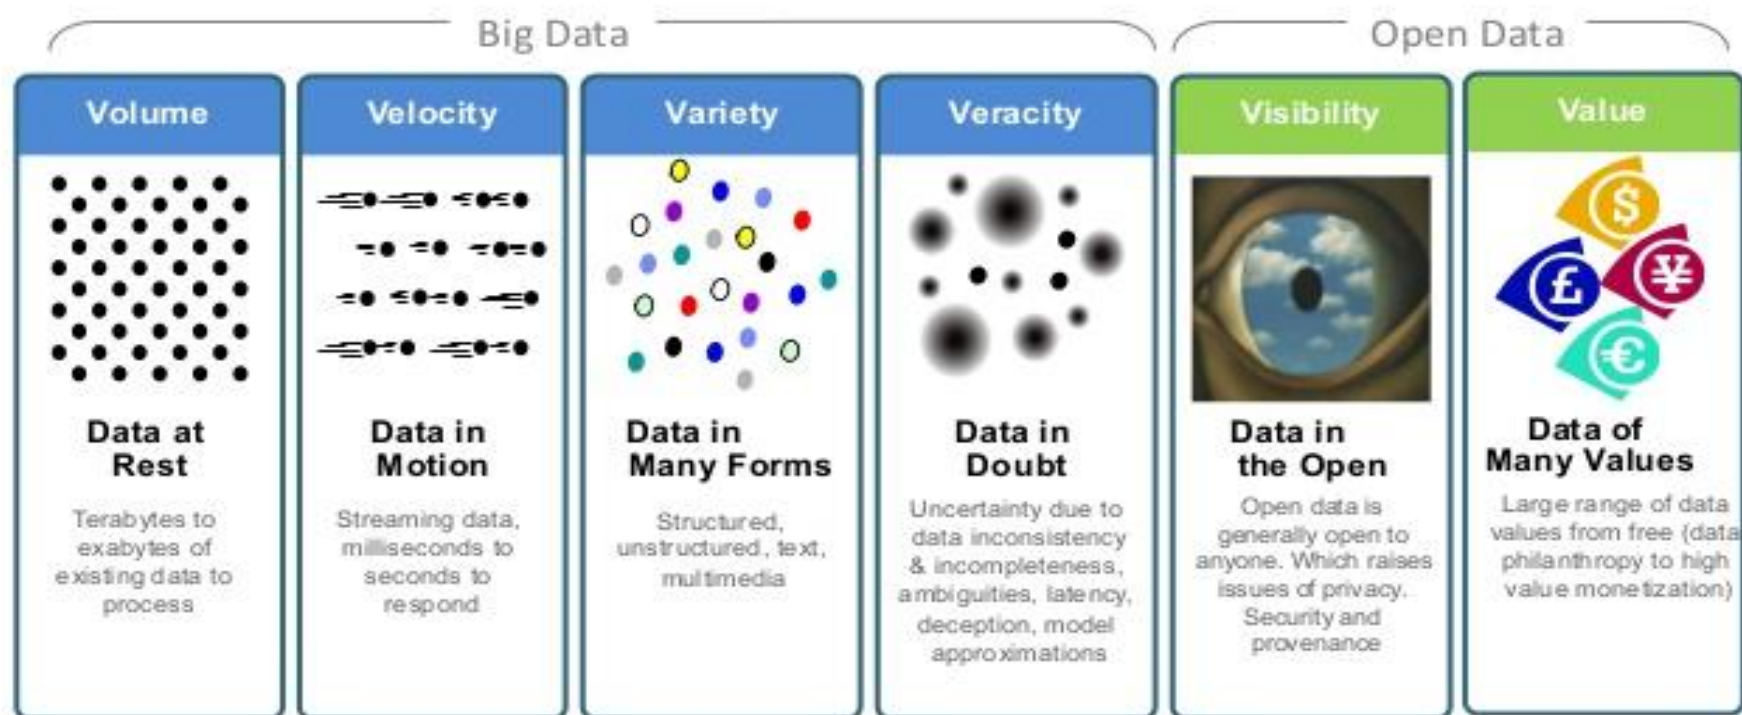 Big Data
Open Data
Volume
Data at
Rest
Terabytes to
exabytes of
existing data to
process
Velocity
Data in
Motion
Streaming data,
milliseconds to
seconds to
respond
Variety
Data in
Many Forms
Structured,
unstructured, text,
multimedia
Veracity
Data in
Doubt
Uncertainty due to
data inconsistency
& incompleteness,
ambiguities, latency,
deception, model
approximations
Visibility
Data in
the Open
Open data is
generally open to
anyone. Which raises
issues of privacy.
Security and
provenance
Value
$
£
¥
€
Data of
Many Values
Large range of data
values from free (data
philanthropy to high
value monetization)